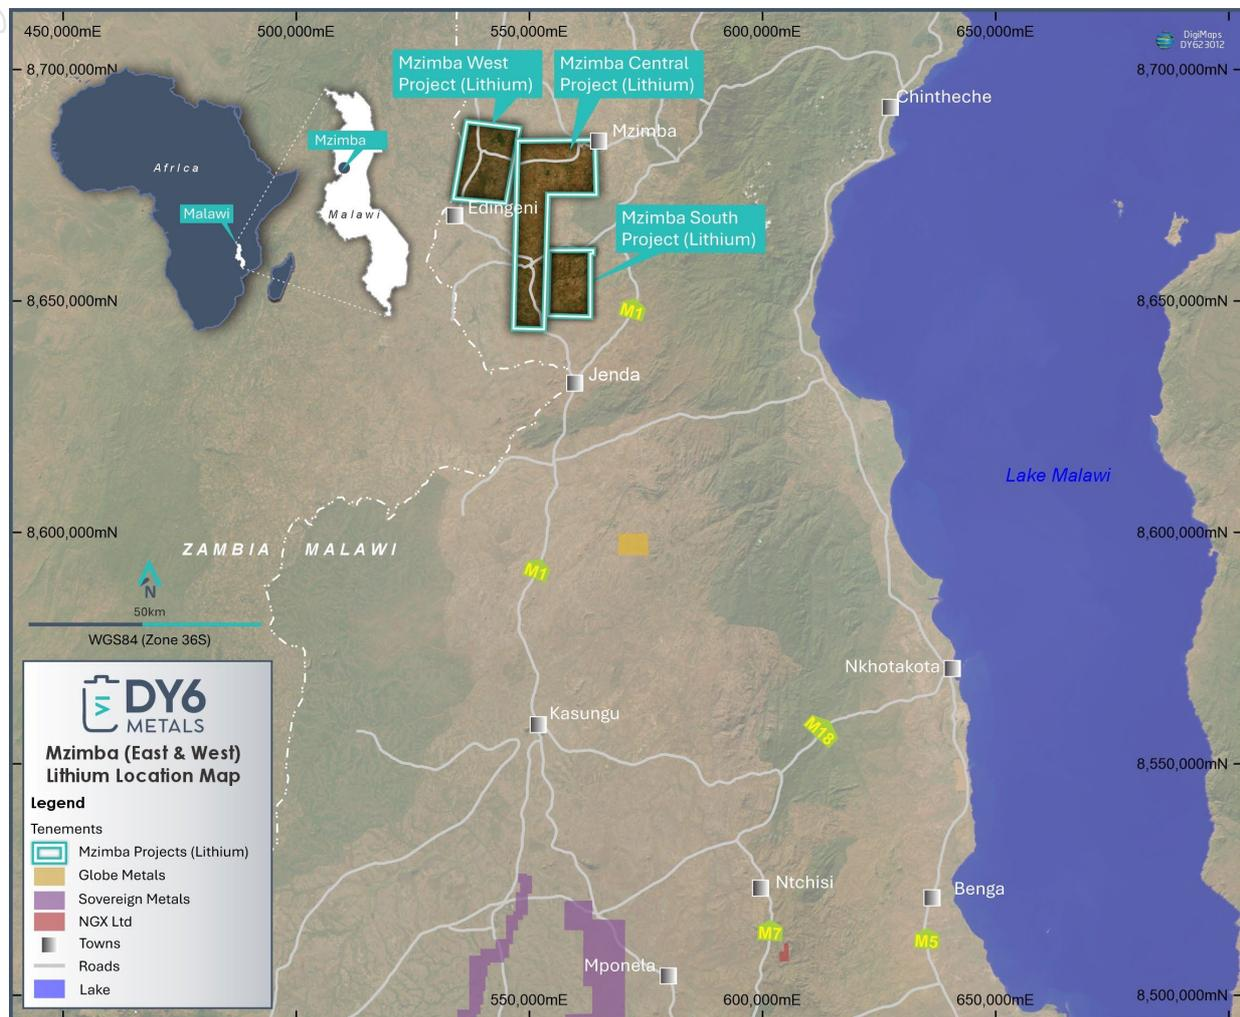 450,000mE
500,000mE
550,000mE
600,000mE
650,000mE
DigiMaps
DY623012
8,700,000mN
8,700,000mN
Mzimba West
Project (Lithium)
Mzimba Central
Project (Lithium)
Chintheche
Mzimba
Mzimba
Africa
Malawi
Malawi
Edingeni
Mzimba South
Project (Lithium)
8,650,000mN
8,650,000mN
M1
Jenda
Lake Malawi
8,600,000mN
8,600,000mN
ZAMBIA
MALAWI
M1
N
50km
WGS84 (Zone 36S)
Nkhotakota
DY6
METALS
Kasungu
M18
Mzimba (East & West)
Lithium Location Map
8,550,000mN
Legend
Tenements
Mzimba Projects (Lithium)
Globe Metals
Sovereign Metals
NGX Ltd
Towns
Roads
Lake
Ntchisi
Benga
M7
M5
Mponela
550,000mE
600,000mE
650,000mE
8,500,000mN